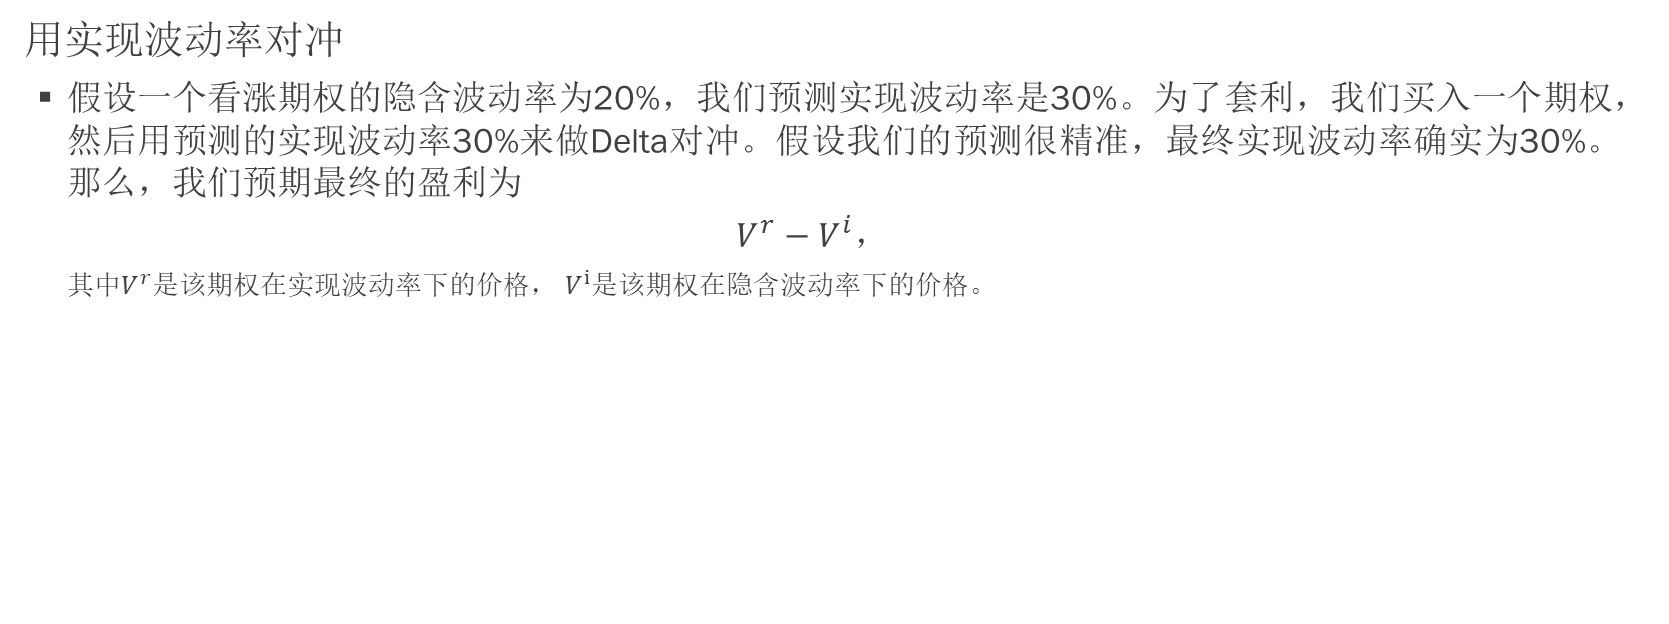 用实现波动率对冲
▪ 假设一个看涨期权的隐含波动率为20%，我们预测实现波动率是30%。为了套利，我们买入一个期权，
然后用预测的实现波动率30%来做Delta对冲。假设我们的预测很精准，最终实现波动率确实为30%。
那么，我们预期最终的盈利为
$V^r - V^i$，
其中$V^r$是该期权在实现波动率下的价格， $V^{\mathrm{i}}$是该期权在隐含波动率下的价格。